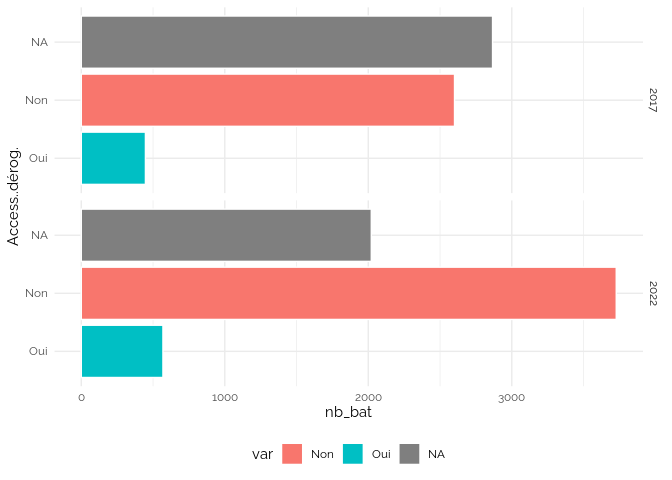 Access..dérog.
NA
Non
Oui
2017
NA
Non
Oui
2022
0 1000 2000 3000
nb_bat
var Non Oui NA